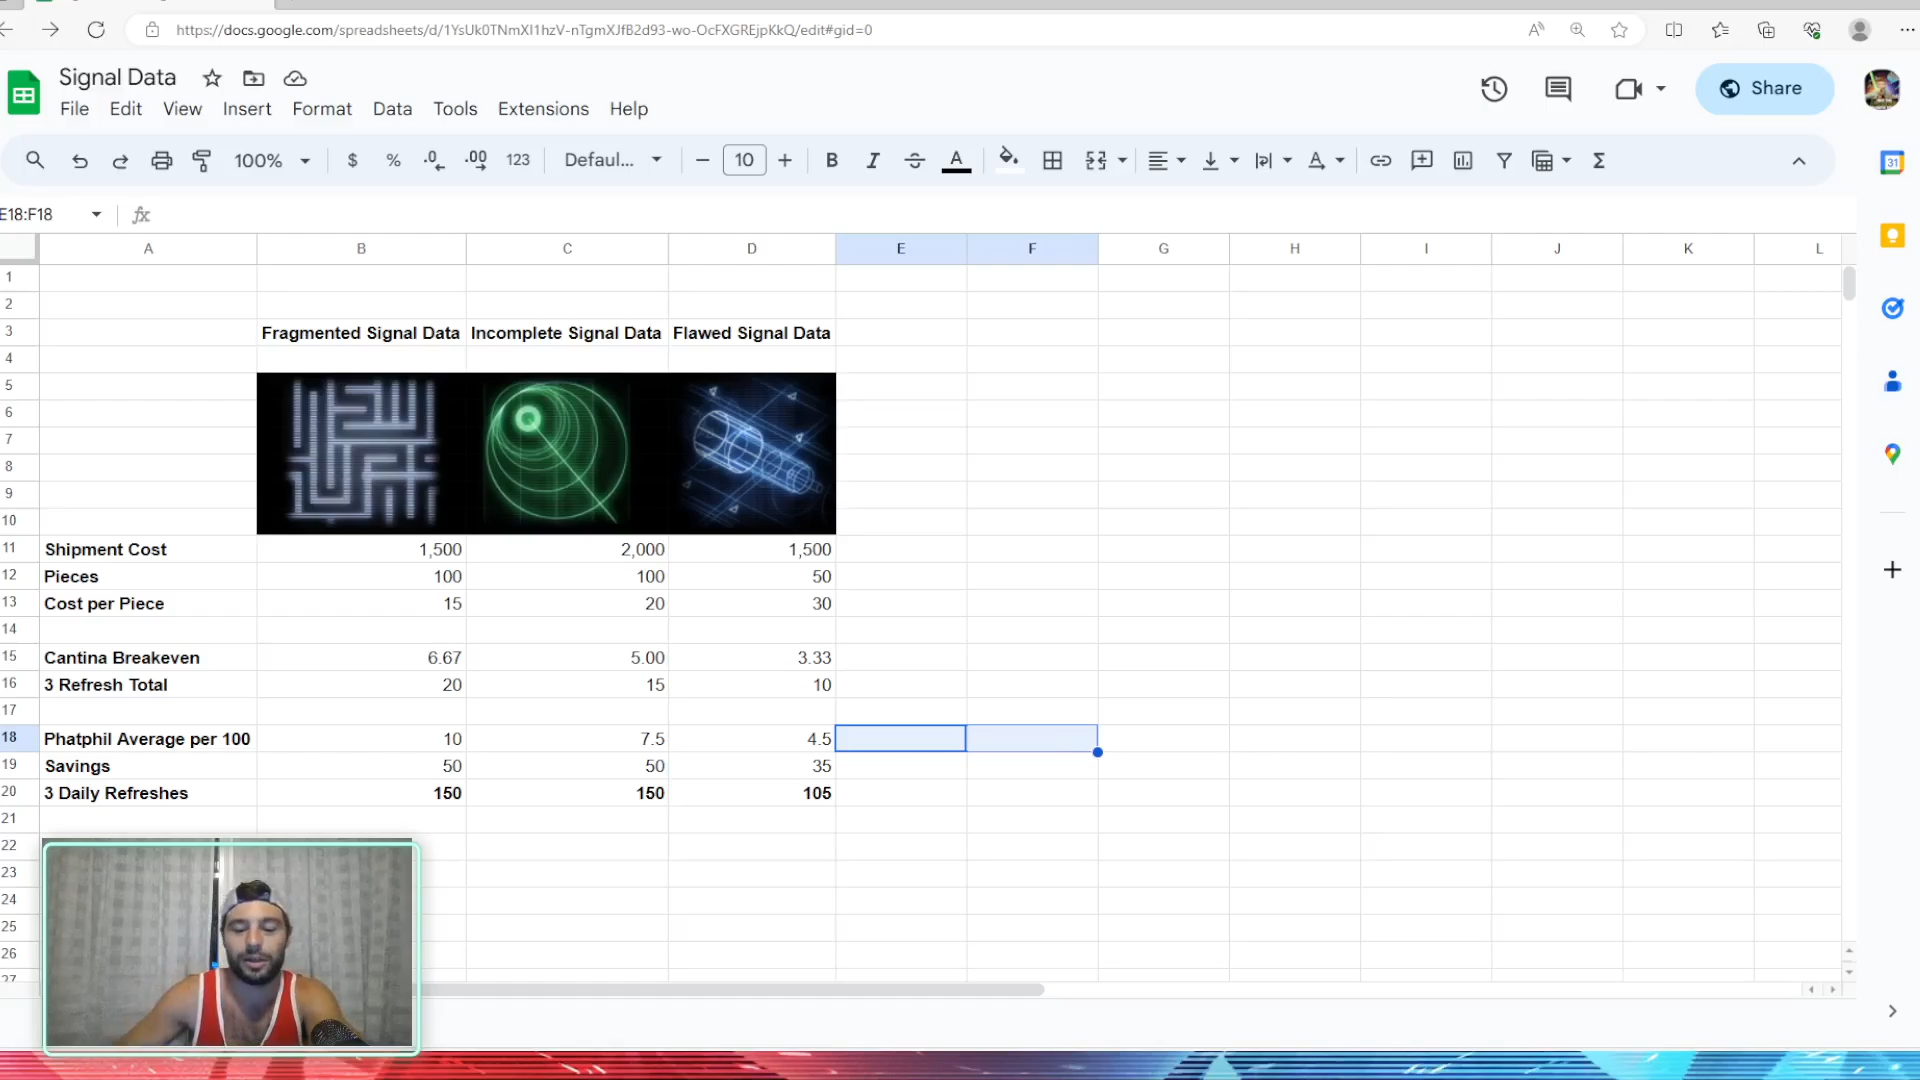 https://docs.google.com/spreadsheets/d/1YsUk0TNmXl1hzV-nTgmXJfB2d93-wo-OcFXGREjpKkQ/edit#gid=0
Signal Data
Share
File Edit View Insert Format Data Tools Extensions Help
100% $ % .0 .00 123 Defaul... 10 B I S A
E18:F18 fx
A B C D E F G H I J K L
1
2
3 Fragmented Signal Data Incomplete Signal Data Flawed Signal Data
4
5
6
7
8
9
10
11 Shipment Cost 1,500 2,000 1,500
12 Pieces 100 100 50
13 Cost per Piece 15 20 30
14
15 Cantina Breakeven 6.67 5.00 3.33
16 3 Refresh Total 20 15 10
17
18 Phatphil Average per 100 10 7.5 4.5
19 Savings 50 50 35
20 3 Daily Refreshes 150 150 105
21
22
23
24
25
26
27
31